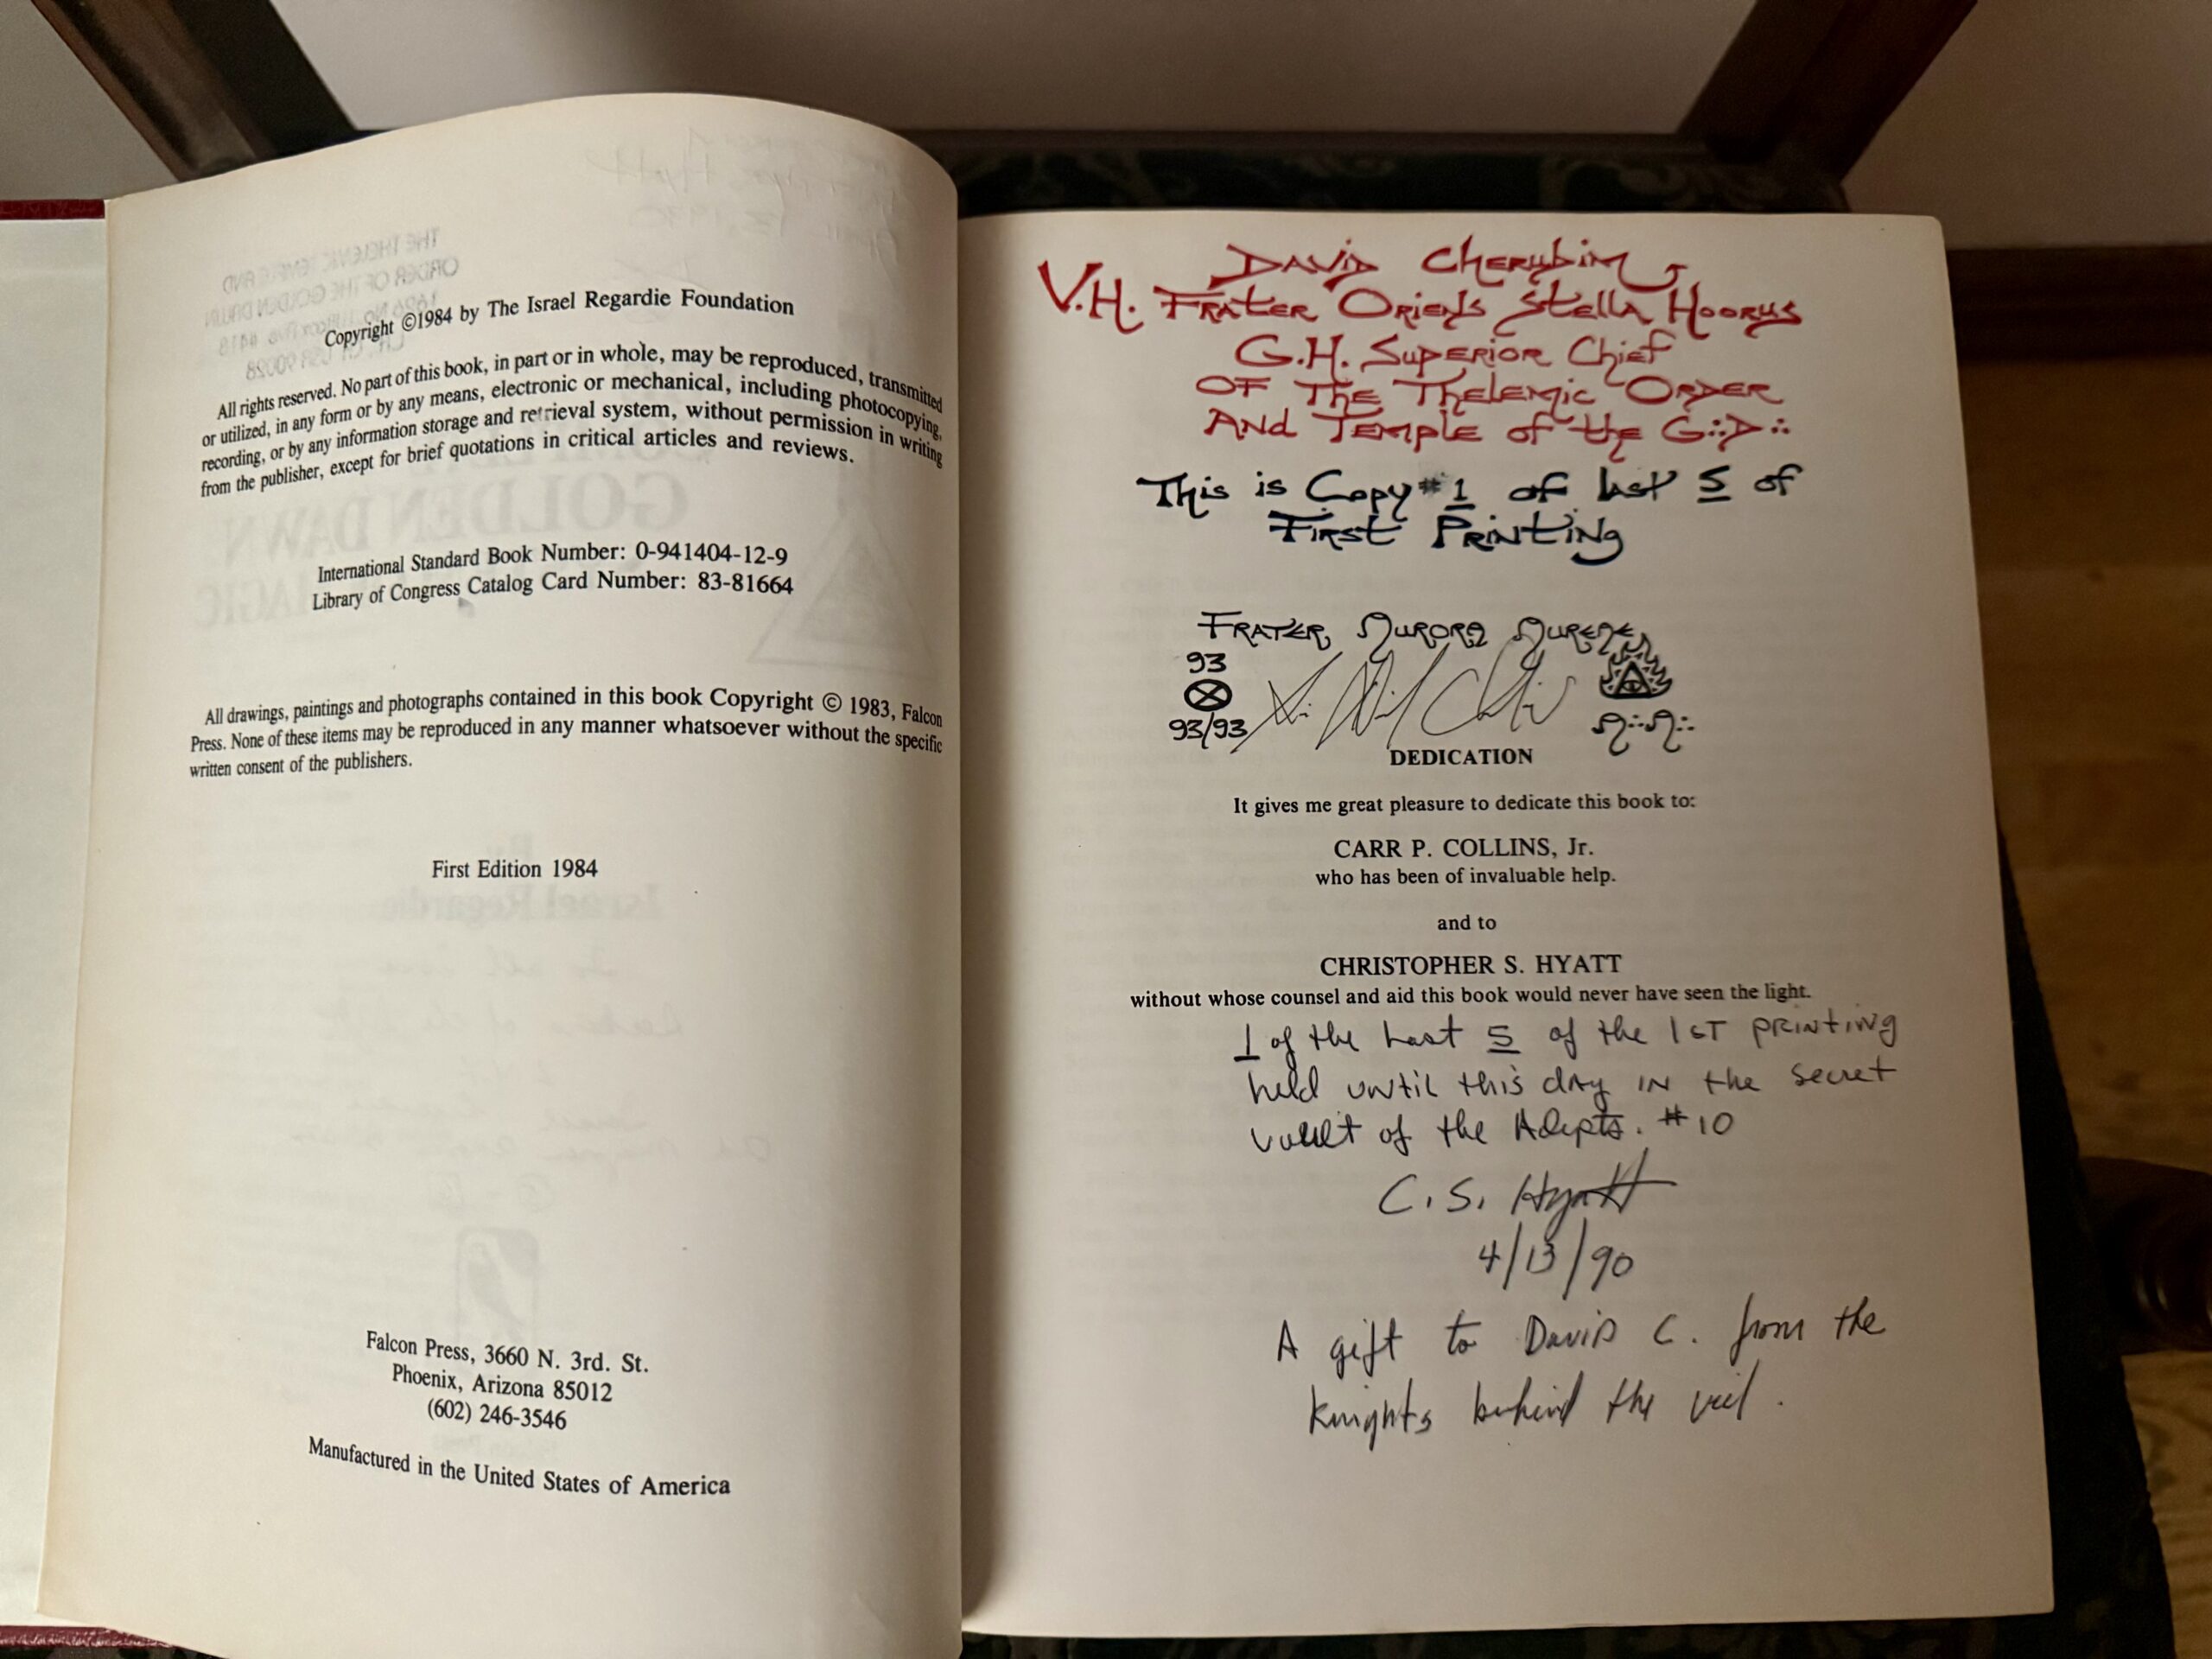 Copyright ©1984 by The Israel Regardie Foundation
All rights reserved. No part of this book, in part or in whole, may be reproduced, transmitted
or utilized, in any form or by any means, electronic or mechanical, including photocopying,
recording, or by any information storage and retrieval system, without permission in writing
from the publisher, except for brief quotations in critical articles and reviews.
International Standard Book Number: 0-941404-12-9
Library of Congress Catalog Card Number: 83-81664
All drawings, paintings and photographs contained in this book Copyright © 1983, Falcon
Press. None of these items may be reproduced in any manner whatsoever without the specific
written consent of the publishers.
First Edition 1984
Falcon Press, 3660 N. 3rd. St.
Phoenix, Arizona 85012
(602) 246-3546
Manufactured in the United States of America
David Cherubim
V.H. Frater Oriens Stella Hoorus
G.H. Superior Chief
of the Thelemic Order
And Temple of the G∴D∴
This is Copy #1 of last 5 of
First Printing
Frater Aurora Aureae
93
93/93
A∴A∴
DEDICATION
It gives me great pleasure to dedicate this book to:
CARR P. COLLINS, Jr.
who has been of invaluable help.
and to
CHRISTOPHER S. HYATT
without whose counsel and aid this book would never have seen the light.
1 of the Last 5 of the 1ST PRINTING
held until this day IN the secret
vault of the Adepts. #10
C.S. Hyatt
4/13/90
A gift to David C. from the
knights behind the veil.